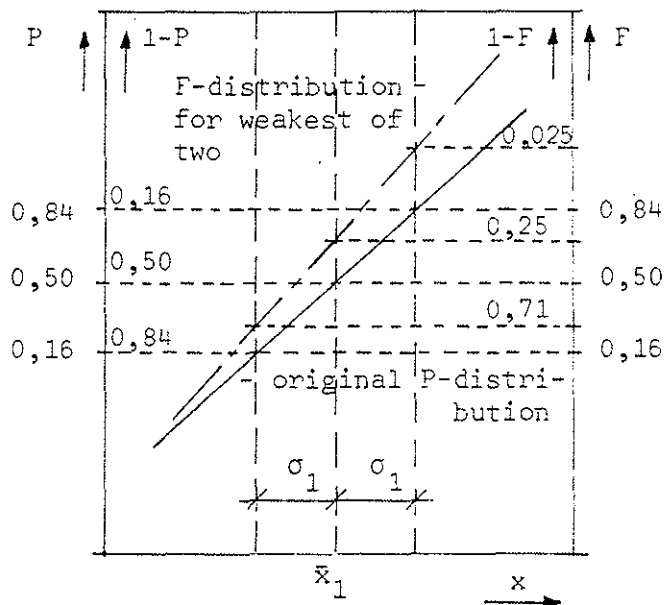 P 1-P 1-F F
F-distribution
for weakest of
two
0,025
0,84 0,16 0,84
0,25
0,50 0,50 0,50
0,71
0,16 0,84 0,16
original P-distri-
bution
σ1 σ1
x̄1 x